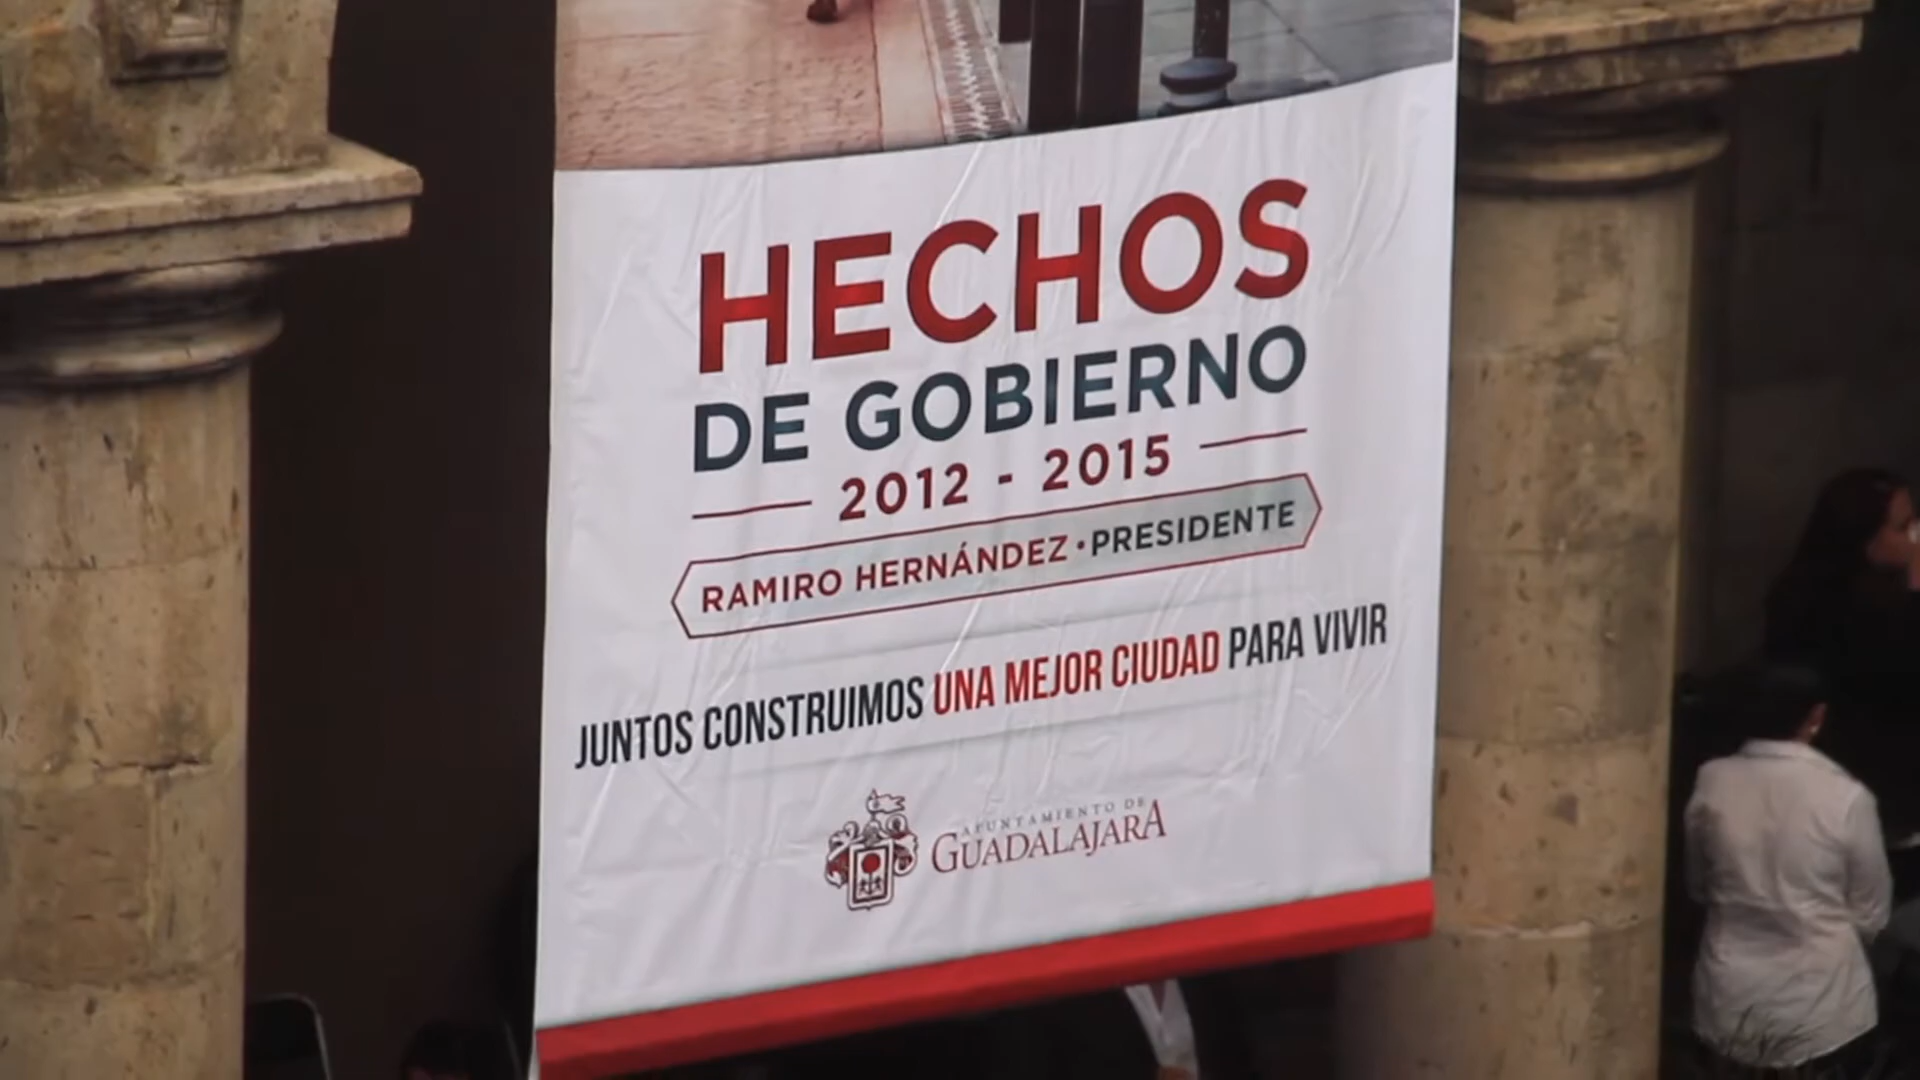 HECHOS
DE GOBIERNO
2012 - 2015
RAMIRO HERNÁNDEZ • PRESIDENTE
JUNTOS CONSTRUIMOS UNA MEJOR CIUDAD PARA VIVIR
AYUNTAMIENTO DE
GUADALAJARA